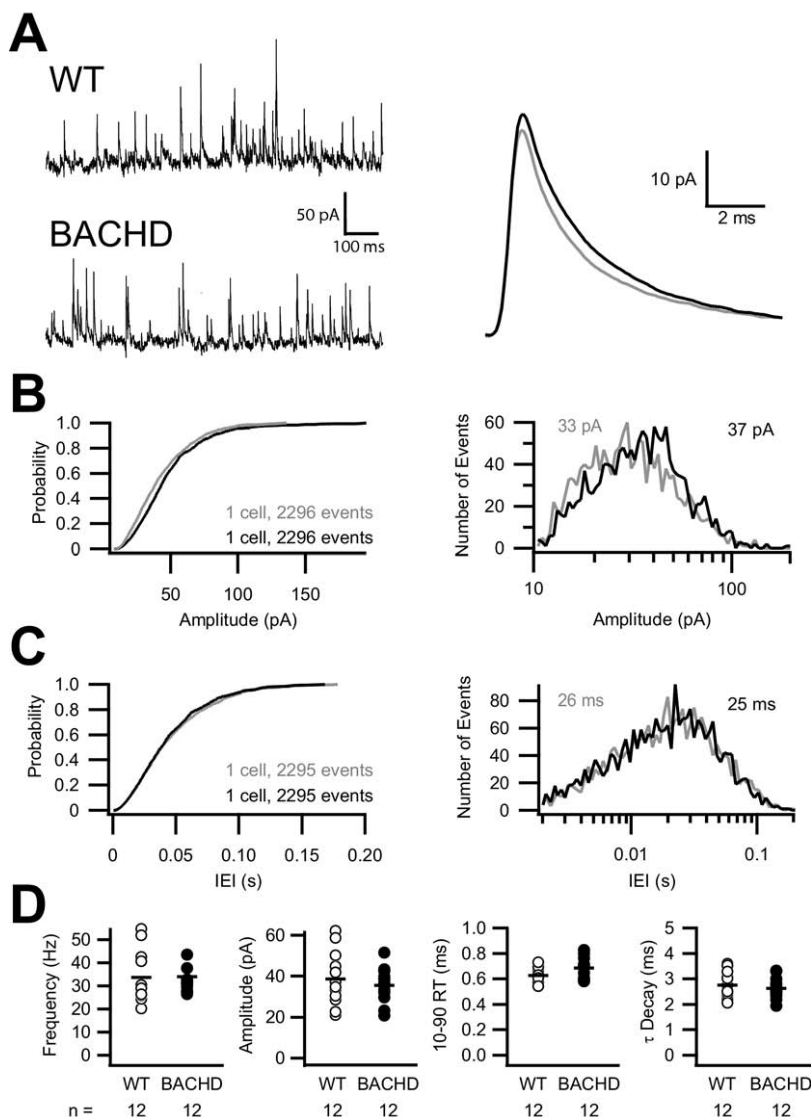 A
WT
50 pA
100 ms
BACHD
10 pA
2 ms
B
Probability
1.0
0.8
0.6
0.4
0.2
0
1 cell, 2296 events
1 cell, 2296 events
50
100
150
Amplitude (pA)
Number of Events
60
40
20
0
33 pA
37 pA
10
100
Amplitude (pA)
C
Probability
1.0
0.8
0.6
0.4
0.2
0
1 cell, 2295 events
1 cell, 2295 events
0
0.05
0.10
0.15
0.20
IEI (s)
Number of Events
80
60
40
20
0
26 ms
25 ms
0.01
0.1
IEI (s)
D
Frequency (Hz)
50
40
30
20
10
0
WT BACHD
Amplitude (pA)
60
40
20
0
WT BACHD
10-90 RT (ms)
1.0
0.8
0.6
0.4
0.2
0.0
WT BACHD
τ Decay (ms)
5
4
3
2
1
0
WT BACHD
n = 12 12 12 12 12 12 12 12